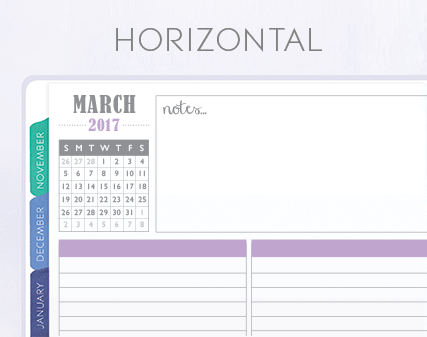 HORIZONTAL
MARCH
2017
notes...
S M T W T F S
26 27 28 1 2 3 4
5 6 7 8 9 10 11
12 13 14 15 16 17 18
19 20 21 22 23 24 25
26 27 28 29 30 31 1
2 3 4 5 6 7 8
NOVEMBER
DECEMBER
JANUARY